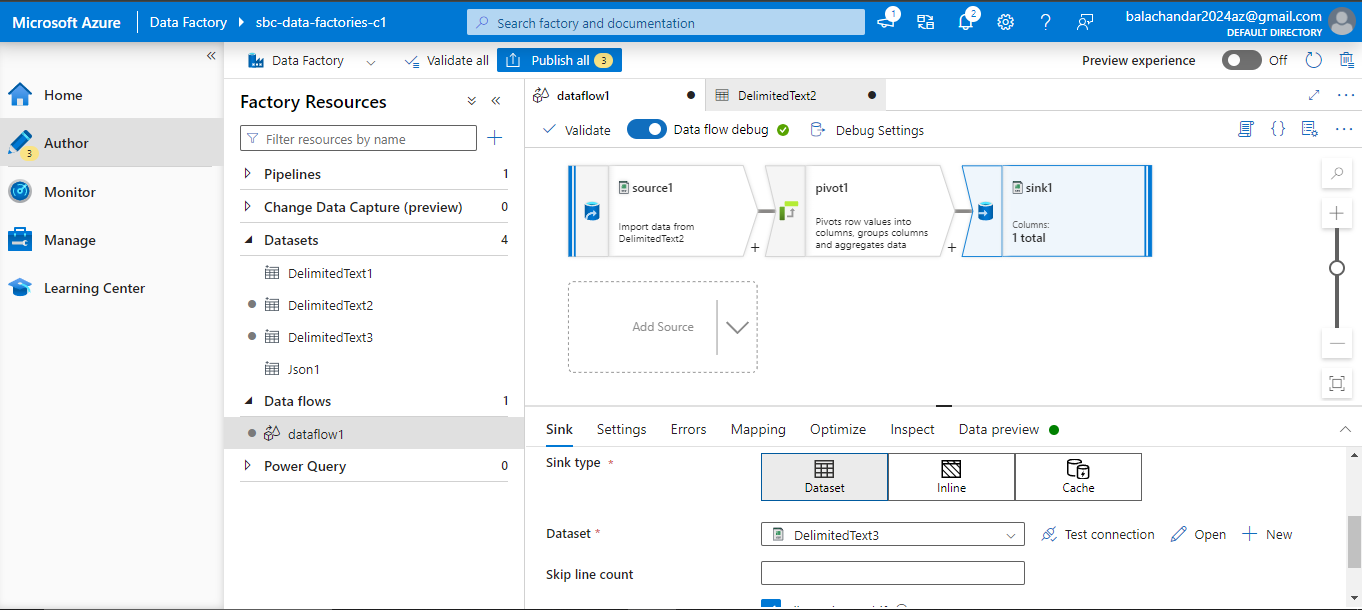 Microsoft Azure
Data Factory
sbc-data-factories-c1
Search factory and documentation
1
2
balachandar2024az@gmail.com
DEFAULT DIRECTORY
Home
Author
3
Monitor
Manage
Learning Center
Data Factory
Validate all
Publish all
3
Preview experience
Off
Factory Resources
Filter resources by name
Pipelines
1
Change Data Capture (preview)
0
Datasets
4
DelimitedText1
DelimitedText2
DelimitedText3
Json1
Data flows
1
dataflow1
Power Query
0
dataflow1
DelimitedText2
Validate
Data flow debug
Debug Settings
source1
Import data from
DelimitedText2
+
pivot1
Pivots row values into
columns, groups columns
and aggregates data
+
sink1
Columns:
1 total
Add Source
Sink
Settings
Errors
Mapping
Optimize
Inspect
Data preview
Sink type *
Dataset
Inline
Cache
Dataset *
DelimitedText3
Test connection
Open
New
Skip line count